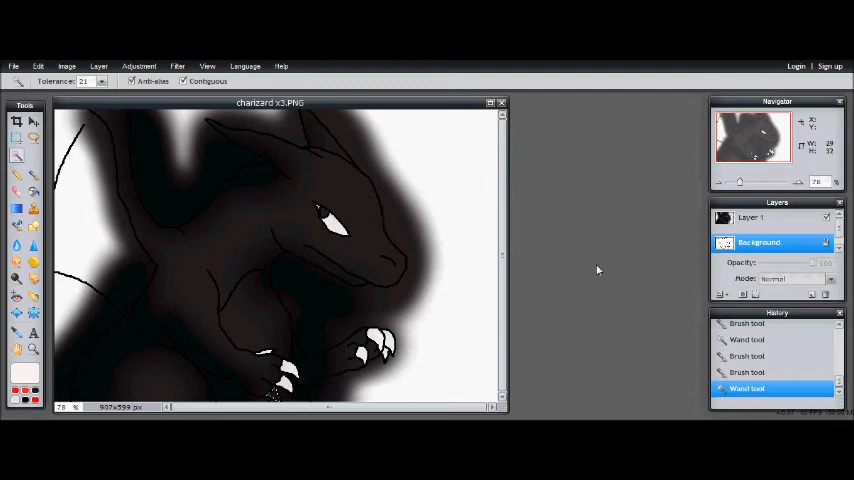 File Edit Image Layer Adjustment Filter View Language Help Login Sign up
Tolerance: 21 Anti-alias Contiguous
Tools
charizard x3.PNG
Navigator
X:
Y:
W: 29
H: 32
78 %
Layers
Layer 1
Background
Opacity: 100
Mode: Normal
History
Brush tool
Wand tool
Brush tool
Brush tool
Wand tool
78 % 907x599 px